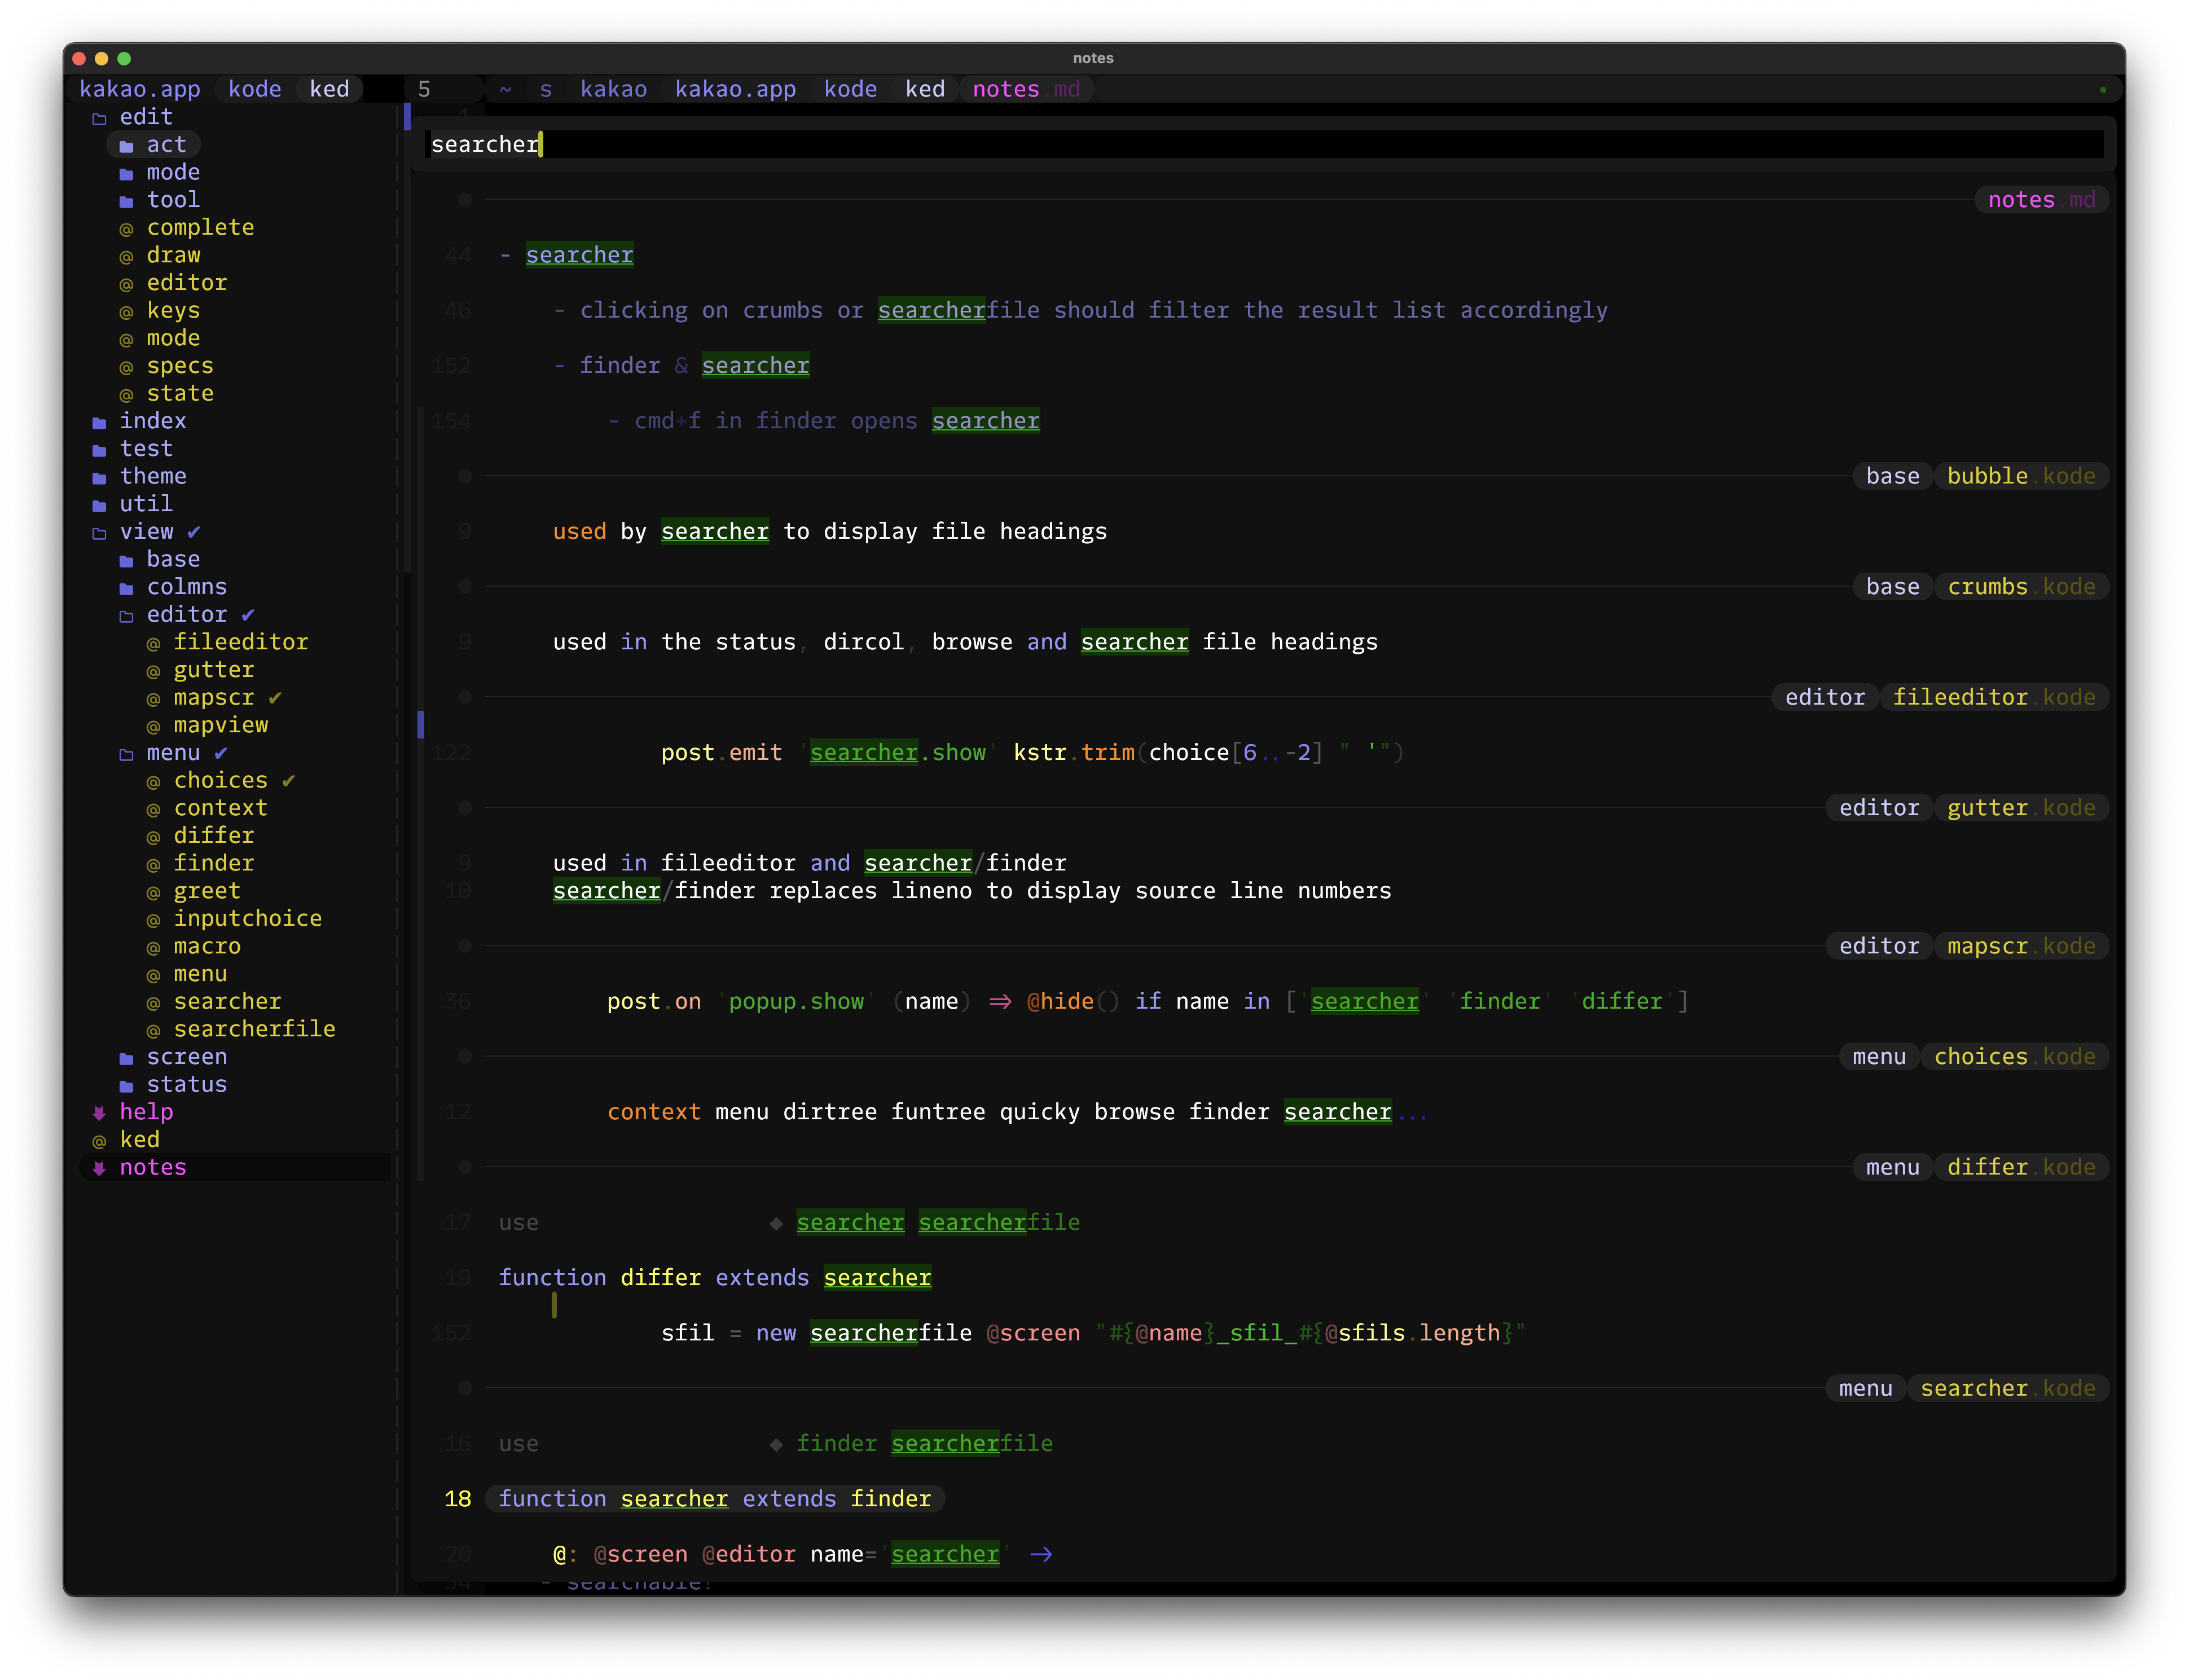 notes
kakao.app kode ked
edit
act
mode
tool
@ complete
@ draw
@ editor
@ keys
@ mode
@ specs
@ state
index
test
theme
util
view ✔
base
colmns
editor ✔
@ fileeditor
@ gutter
@ mapscr ✔
@ mapview
menu ✔
@ choices ✔
@ context
@ differ
@ finder
@ greet
@ inputchoice
@ macro
@ menu
@ searcher
@ searcherfile
screen
status
help
@ ked
notes
5 ~ s kakao kakao.app kode ked notes.md
1
searcher
notes.md
44 - searcher
46 - clicking on crumbs or searcherfile should filter the result list accordingly
152 - finder & searcher
154 - cmd+f in finder opens searcher
base bubble.kode
9 used by searcher to display file headings
base crumbs.kode
9 used in the status, dircol, browse and searcher file headings
editor fileeditor.kode
122 post.emit 'searcher.show' kstr.trim(choice[6..-2] " '")
editor gutter.kode
9 used in fileeditor and searcher/finder
10 searcher/finder replaces lineno to display source line numbers
editor mapscr.kode
36 post.on 'popup.show' (name) => @hide() if name in ['searcher' 'finder' 'differ']
menu choices.kode
12 context menu dirtree funtree quicky browse finder searcher...
menu differ.kode
17 use ◆ searcher searcherfile
19 function differ extends searcher
152 sfil = new searcherfile @screen "#{@name}_sfil_#{@sfils.length}"
menu searcher.kode
16 use ◆ finder searcherfile
18 function searcher extends finder
20 @: @screen @editor name='searcher' ->
54 - searchable?